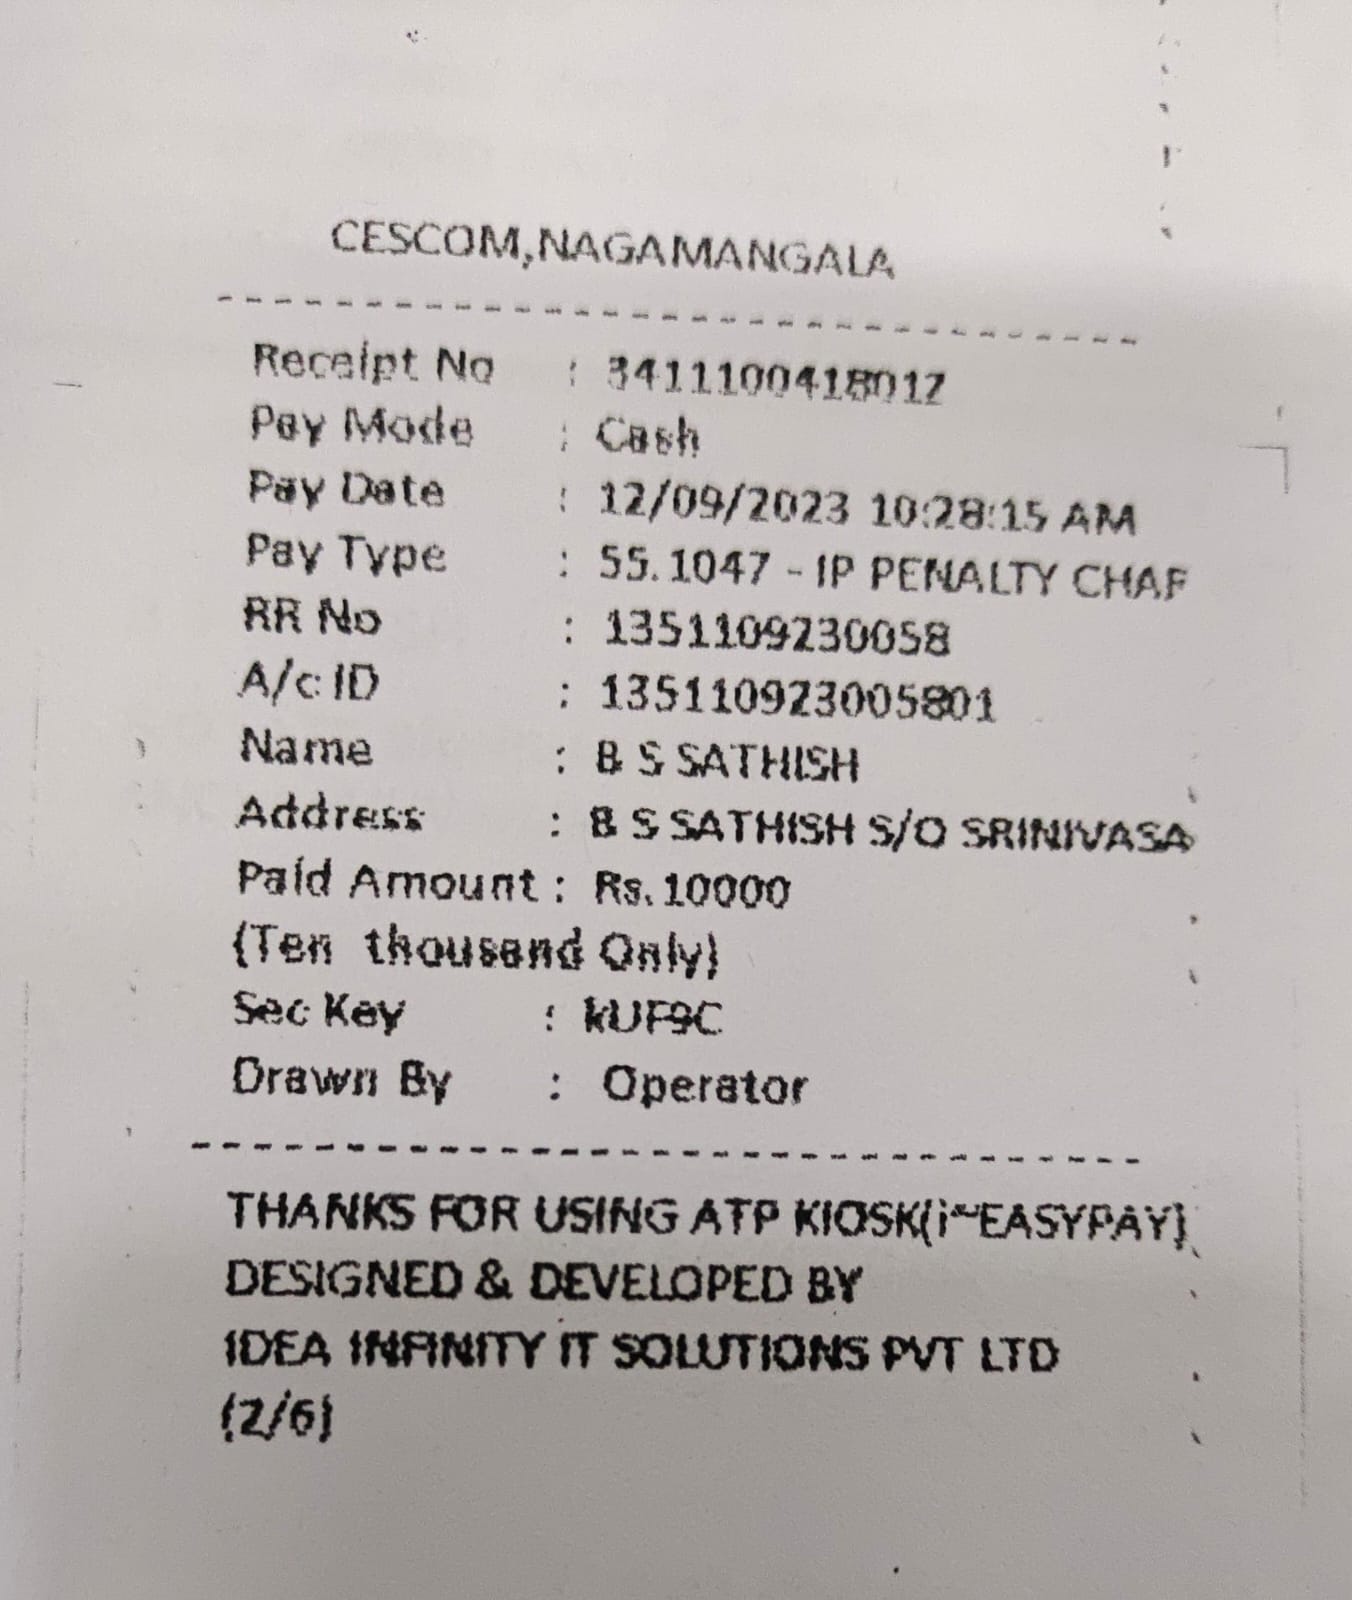 CESCOM,NAGAMANGALA
Receipt No : 3411100418012
Pay Mode : Cash
Pay Date : 12/09/2023 10:28:15 AM
Pay Type : 55.1047 - IP PENALTY CHAF
RR No : 1351109230058
A/c ID : 135110923005801
Name : B S SATHISH
Address : B S SATHISH S/O SRINIVASA
Paid Amount : Rs.10000
(Ten thousand Only)
Sec Key : kUF9C
Drawn By : Operator
THANKS FOR USING ATP KIOSK(i~EASYPAY)
DESIGNED & DEVELOPED BY
IDEA INFINITY IT SOLUTIONS PVT LTD
(2/6)